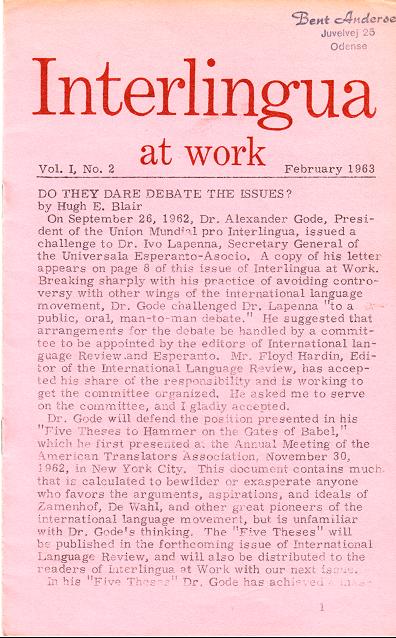 Bent Anderse
Juvelvej 25
Odense
Interlingua
at work
Vol. I, No. 2 February 1963
DO THEY DARE DEBATE THE ISSUES?
by Hugh E. Blair
On September 26, 1962, Dr. Alexander Gode, Presi-
dent of the Union Mundial pro Interlingua, issued a
challenge to Dr. Ivo Lapenna, Secretary General of
the Universala Esperanto-Asocio. A copy of his letter
appears on page 8 of this issue of Interlingua at Work.
Breaking sharply with his practice of avoiding contro-
versy with other wings of the international language
movement, Dr. Gode challenged Dr. Lapenna "to a
public, oral, man-to-man debate." He suggested that
arrangements for the debate be handled by a commit-
tee to be appointed by the editors of International lan-
guage Review.and Esperanto. Mr. Floyd Hardin, Edi-
tor of the International Language Review, has accep-
ted his share of the responsibility and is working to
get the committee organized. He asked me to serve
on the committee, and I gladly accepted.
Dr. Gode will defend the position presented in his
"Five Theses to Hammer on the Gates of Babel,"
which he first presented at the Annual Meeting of the
American Translators Association, November 30,
1962, in New York City. This document contains much
that is calculated to bewilder or exasperate anyone
who favors the arguments, aspirations, and ideals of
Zamenhof, De Wahl, and other great pioneers of the
international language movement, but is unfamiliar
with Dr. Gode's thinking. The "Five Theses" will
be published in the forthcoming issue of International
Language Review, and will also be distributed to the
readers of Interlingua at Work with our next issue.
In his "Five Theses" Dr. Gode has achieved a mas-
1